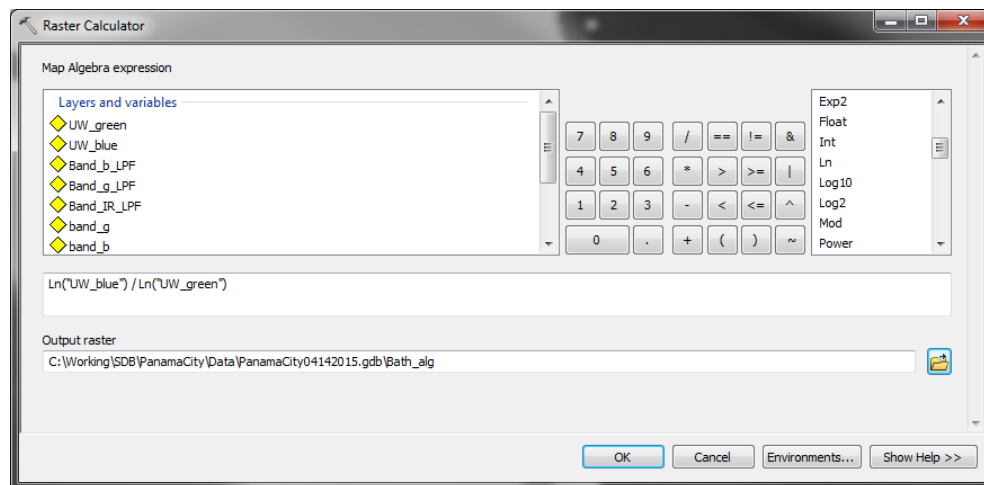 Raster Calculator
Map Algebra expression
Layers and variables
UW_green
UW_blue
Band_b_LPF
Band_g_LPF
Band_IR_LPF
band_g
band_b
7 8 9 / == != &
4 5 6 * > >= |
1 2 3 - < <= ^
0 . + ( ) ~
Exp2
Float
Int
Ln
Log10
Log2
Mod
Power
Ln("UW_blue") / Ln("UW_green")
Output raster
C:\Working\SDB\PanamaCity\Data\PanamaCity04142015.gdb\Bath_alg
OK Cancel Environments... Show Help >>